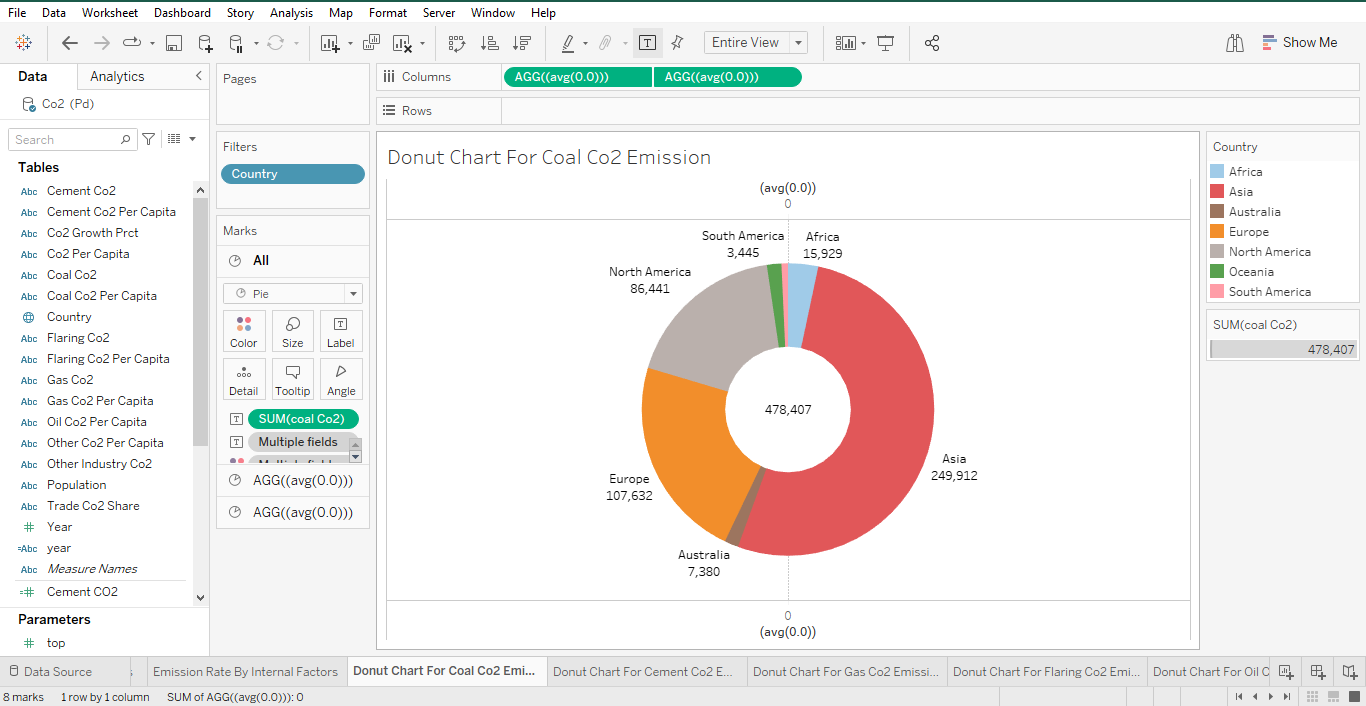 File Data Worksheet Dashboard Story Analysis Map Format Server Window Help
Entire View
Show Me
Data Analytics
Co2 (Pd)
Search
Tables
Abc Cement Co2
Abc Cement Co2 Per Capita
Abc Co2 Growth Prct
Abc Co2 Per Capita
Abc Coal Co2
Abc Coal Co2 Per Capita
Country
Abc Flaring Co2
Abc Flaring Co2 Per Capita
Abc Gas Co2
Abc Gas Co2 Per Capita
Abc Oil Co2 Per Capita
Abc Other Co2 Per Capita
Abc Other Industry Co2
Abc Population
Abc Trade Co2 Share
# Year
=Abc year
Abc Measure Names
=# Cement CO2
Parameters
# top
Pages
Filters
Country
Marks
All
Pie
Color Size Label
Detail Tooltip Angle
SUM(coal Co2)
Multiple fields
AGG((avg(0.0)))
AGG((avg(0.0)))
Columns AGG((avg(0.0))) AGG((avg(0.0)))
Rows
Donut Chart For Coal Co2 Emission
(avg(0.0))
0
South America
3,445
Africa
15,929
North America
86,441
478,407
Asia
249,912
Europe
107,632
Australia
7,380
0
(avg(0.0))
Country
Africa
Asia
Australia
Europe
North America
Oceania
South America
SUM(coal Co2)
478,407
Data Source Emission Rate By Internal Factors Donut Chart For Coal Co2 Emi... Donut Chart For Cement Co2 E... Donut Chart For Gas Co2 Emissi... Donut Chart For Flaring Co2 Emi... Donut Chart For Oil C
8 marks 1 row by 1 column SUM of AGG((avg(0.0))): 0